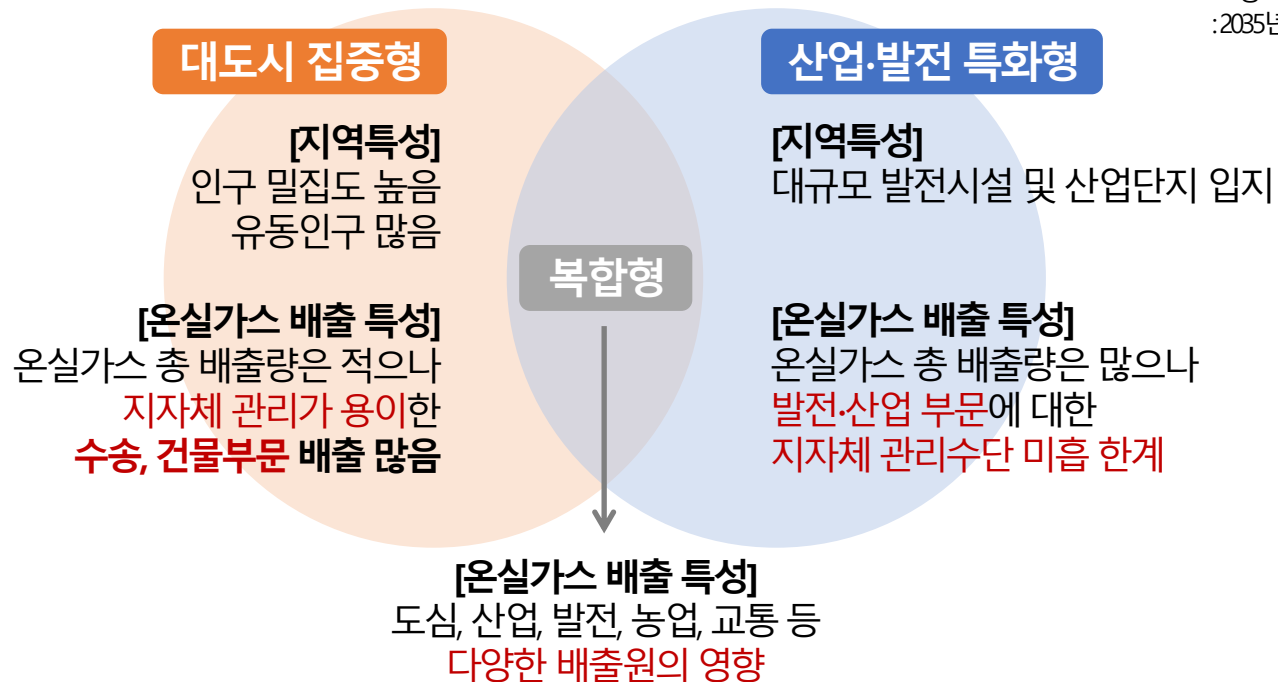 :2035년
대도시 집중형
[지역특성]
인구 밀집도 높음
유동인구 많음
[온실가스 배출 특성]
온실가스 총 배출량은 적으나
지자체 관리가 용이한
수송, 건물부문 배출 많음
산업·발전 특화형
[지역특성]
대규모 발전시설 및 산업단지 입지
[온실가스 배출 특성]
온실가스 총 배출량은 많으나
발전·산업 부문에 대한
지자체 관리수단 미흡 한계
복합형
[온실가스 배출 특성]
도심, 산업, 발전, 농업, 교통 등
다양한 배출원의 영향